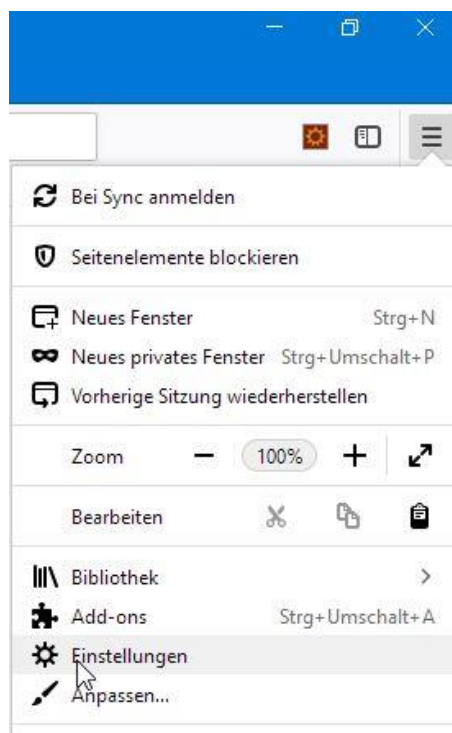 Bei Sync anmelden
Seitenelemente blockieren
Neues Fenster Strg+N
Neues privates Fenster Strg+Umschalt+P
Vorherige Sitzung wiederherstellen
Zoom 100%
Bearbeiten
Bibliothek
Add-ons Strg+Umschalt+A
Einstellungen
Anpassen...